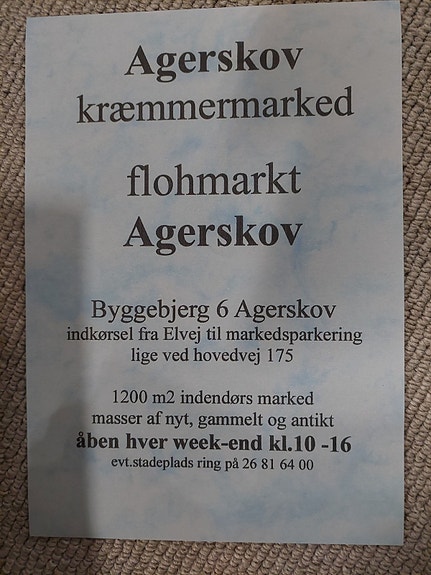 Agerskov
kræmmermarked
flohmarkt
Agerskov
Byggebjerg 6 Agerskov
indkørsel fra Elvej til markedsparkering
lige ved hovedvej 175
1200 m2 indendørs marked
masser af nyt, gammelt og antikt
åben hver week-end kl.10 -16
evt.stadeplads ring på 26 81 64 00